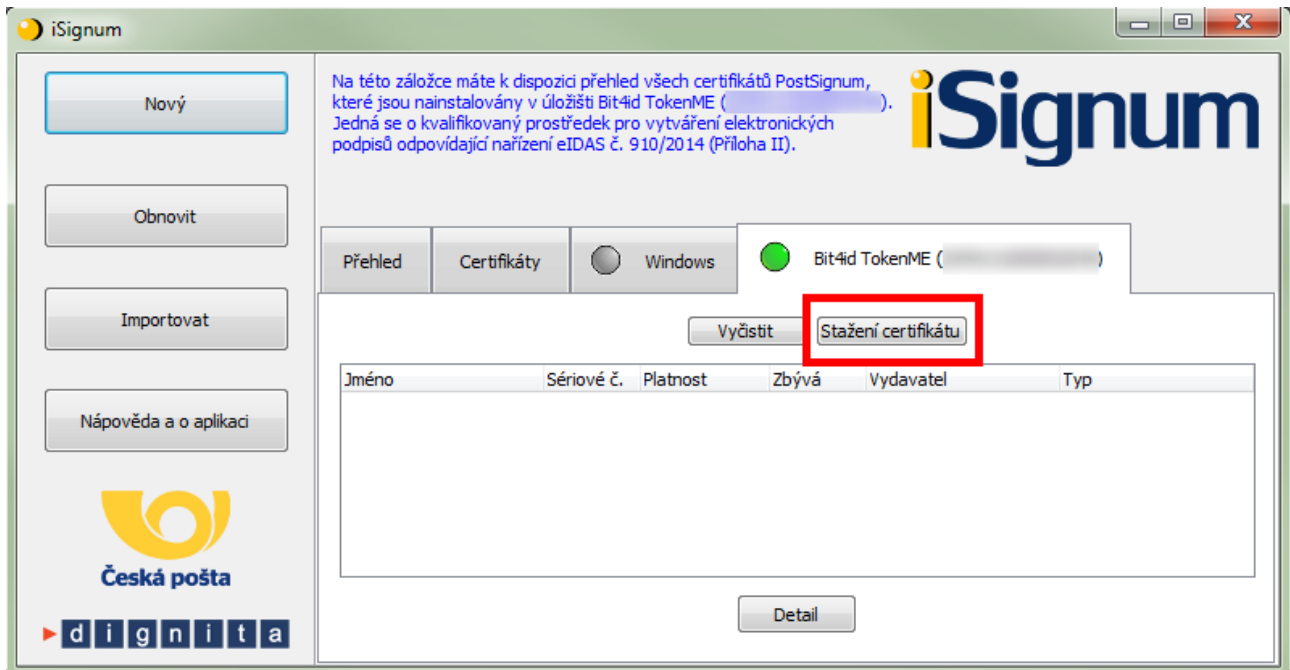 iSignum
Nový
Obnovit
Importovat
Nápověda a o aplikaci
Česká pošta
dignita
Na této záložce máte k dispozici přehled všech certifikátů PostSignum,
které jsou nainstalovány v úložišti Bit4id TokenME ( ).
Jedná se o kvalifikovaný prostředek pro vytváření elektronických
podpisů odpovídající nařízení eIDAS č. 910/2014 (Příloha II).
iSignum
Přehled Certifikáty Windows Bit4id TokenME ( )
Vyčistit Stažení certifikátu
Jméno Sériové č. Platnost Zbývá Vydavatel Typ
Detail